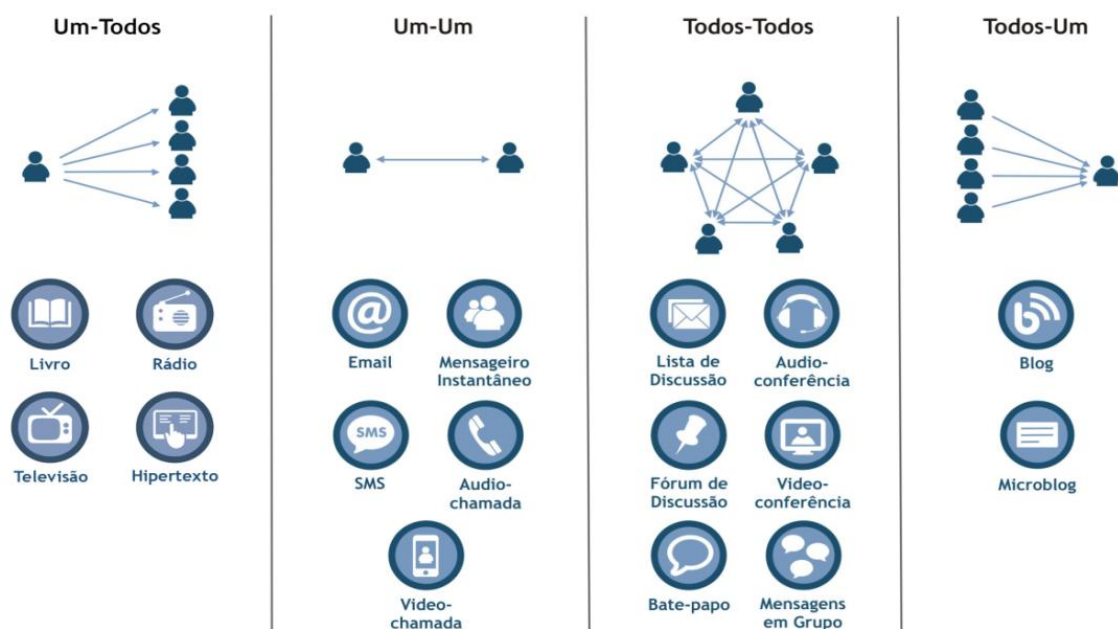 Um-Todos
Um-Um
Todos-Todos
Todos-Um
Livro
Rádio
Televisão
Hipertexto
Email
Mensageiro
Instantâneo
SMS
SMS
Audio-
chamada
Video-
chamada
Lista de
Discussão
Audio-
conferência
Fórum de
Discussão
Video-
conferência
Bate-papo
Mensagens
em Grupo
Blog
Microblog